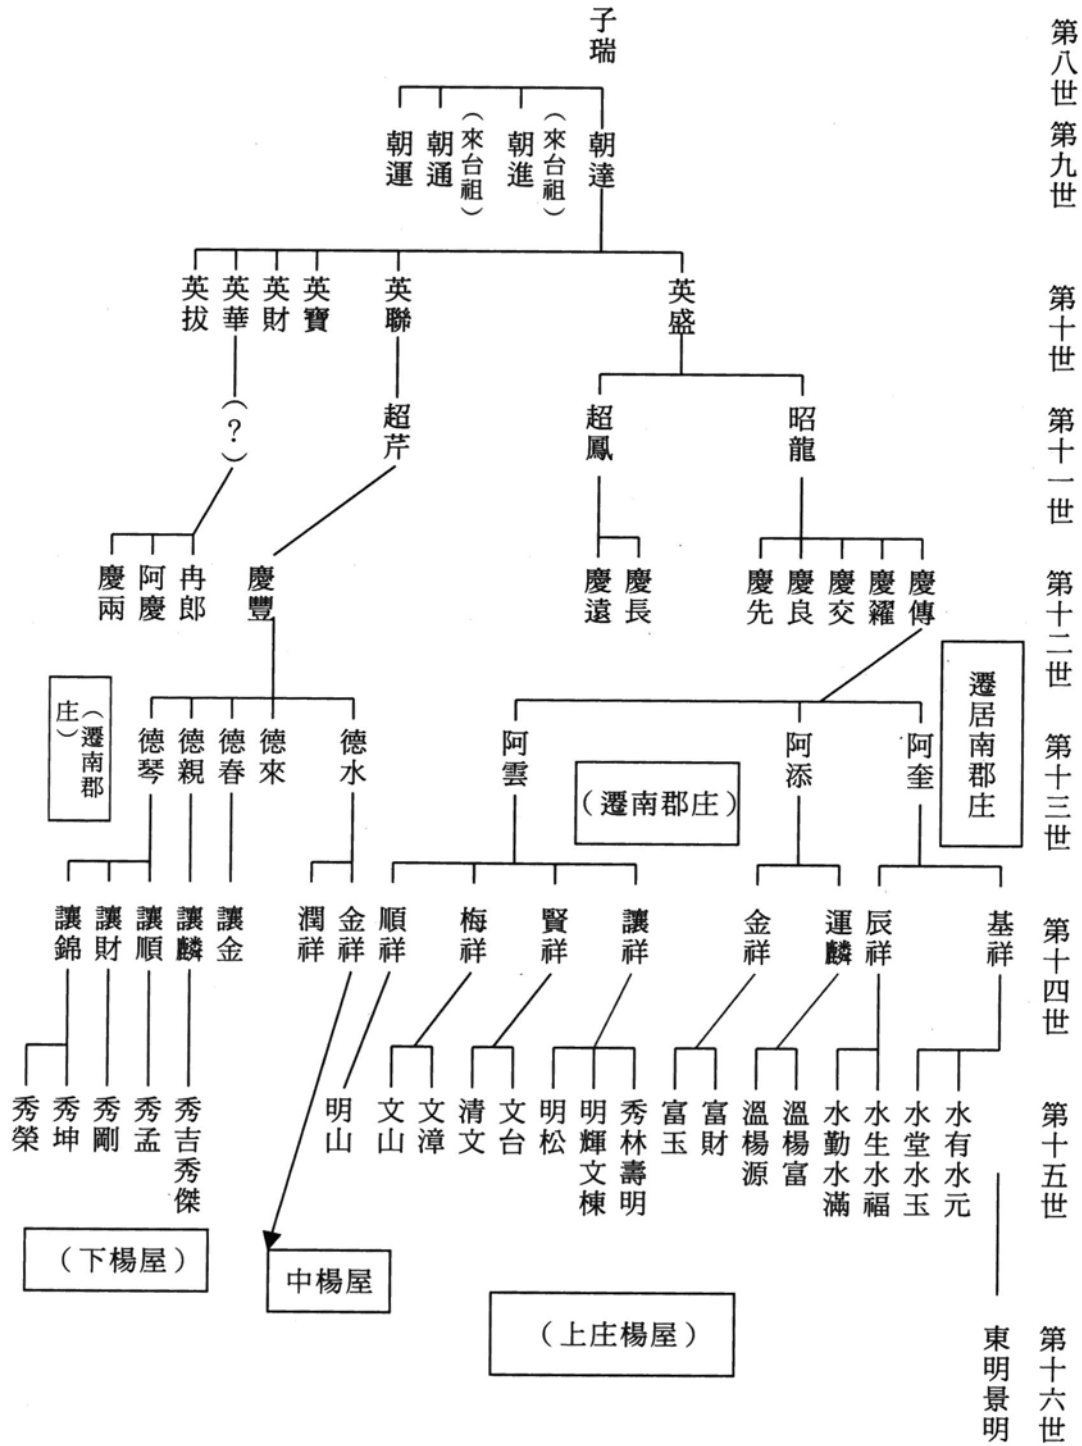 第八世
子瑞
第九世
朝達
（來台祖）
朝進
（來台祖）
朝通
朝運
第十世
英盛
英聯
英寶
英財
英華
英拔
第十一世
昭龍
超鳳
超芹
（？）
第十二世
慶傳
慶糴
慶交
慶良
慶先
慶長
慶遠
慶豐
冉郎
阿慶
慶兩
第十三世
遷居南郡庄
阿奎
阿添
（遷南郡庄）
阿雲
德水
德來
德春
德親
德琴
（遷南郡
庄）
第十四世
基祥
辰祥
運麟
金祥
讓祥
賢祥
梅祥
順祥
金祥
潤祥
讓金
讓麟
讓順
讓財
讓錦
第十五世
水有水元
水堂水玉
水生水福
水勤水滿
溫楊富
溫楊源
富財
富玉
秀林壽明
明輝文棟
明松
文台
清文
文漳
文山
明山
秀吉秀傑
秀孟
秀剛
秀坤
秀榮
（上庄楊屋）
中楊屋
（下楊屋）
第十六世
東明景明